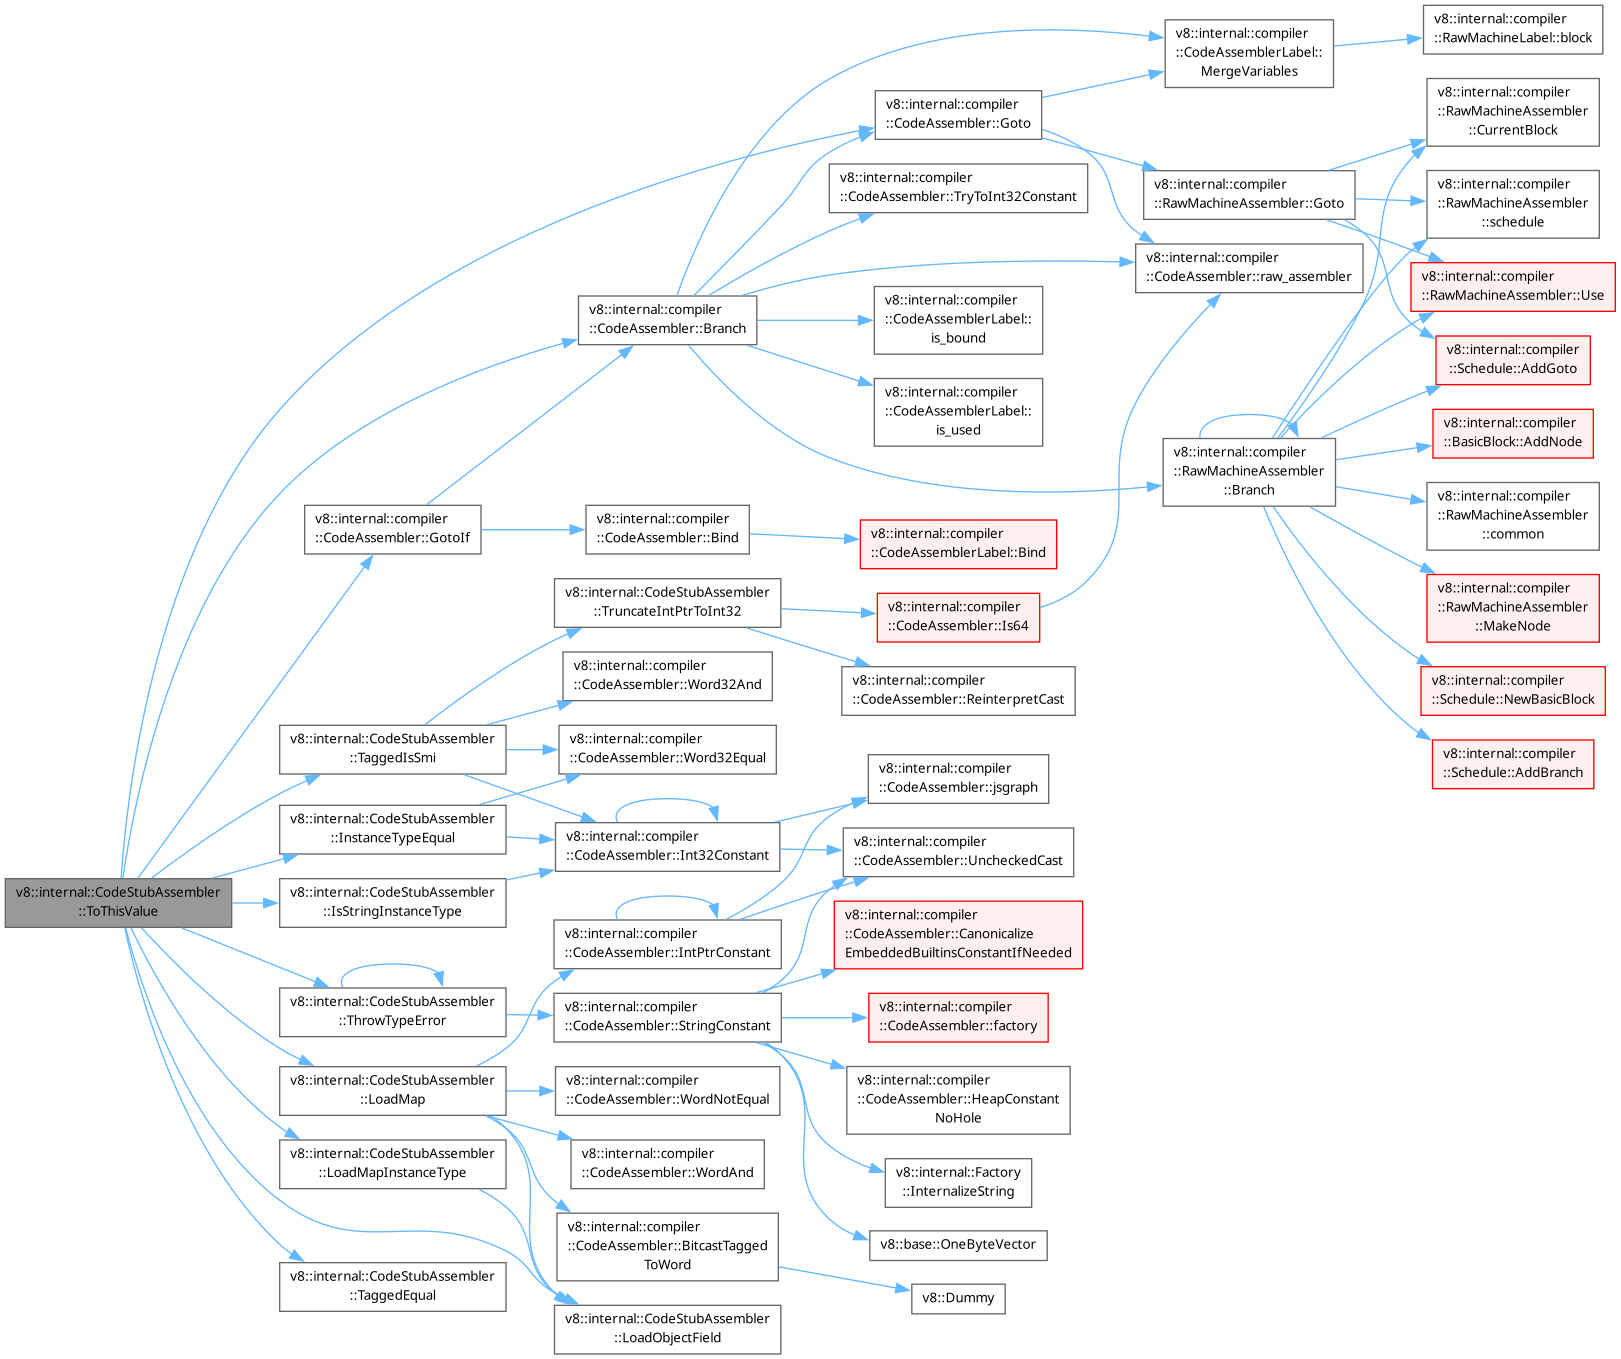 v8::internal::CodeStubAssembler
::ToThisValue
v8::internal::compiler
::CodeAssembler::GotoIf
v8::internal::CodeStubAssembler
::TaggedIsSmi
v8::internal::CodeStubAssembler
::InstanceTypeEqual
v8::internal::CodeStubAssembler
::IsStringInstanceType
v8::internal::CodeStubAssembler
::ThrowTypeError
v8::internal::CodeStubAssembler
::LoadMap
v8::internal::CodeStubAssembler
::LoadMapInstanceType
v8::internal::CodeStubAssembler
::TaggedEqual
v8::internal::compiler
::CodeAssembler::Branch
v8::internal::compiler
::CodeAssembler::Bind
v8::internal::CodeStubAssembler
::TruncateIntPtrToInt32
v8::internal::compiler
::CodeAssembler::Word32And
v8::internal::compiler
::CodeAssembler::Word32Equal
v8::internal::compiler
::CodeAssembler::Int32Constant
v8::internal::compiler
::CodeAssembler::IntPtrConstant
v8::internal::compiler
::CodeAssembler::StringConstant
v8::internal::compiler
::CodeAssembler::WordNotEqual
v8::internal::compiler
::CodeAssembler::WordAnd
v8::internal::compiler
::CodeAssembler::BitcastTagged
ToWord
v8::internal::CodeStubAssembler
::LoadObjectField
v8::internal::compiler
::CodeAssembler::Goto
v8::internal::compiler
::CodeAssembler::TryToInt32Constant
v8::internal::compiler
::CodeAssemblerLabel::
is_bound
v8::internal::compiler
::CodeAssemblerLabel::
is_used
v8::internal::compiler
::CodeAssemblerLabel::Bind
v8::internal::compiler
::CodeAssembler::Is64
v8::internal::compiler
::CodeAssembler::ReinterpretCast
v8::internal::compiler
::CodeAssembler::jsgraph
v8::internal::compiler
::CodeAssembler::UncheckedCast
v8::internal::compiler
::CodeAssembler::Canonicalize
EmbeddedBuiltinsConstantIfNeeded
v8::internal::compiler
::CodeAssembler::factory
v8::internal::compiler
::CodeAssembler::HeapConstant
NoHole
v8::internal::Factory
::InternalizeString
v8::base::OneByteVector
v8::Dummy
v8::internal::compiler
::CodeAssemblerLabel::
MergeVariables
v8::internal::compiler
::RawMachineAssembler::Goto
v8::internal::compiler
::CodeAssembler::raw_assembler
v8::internal::compiler
::RawMachineAssembler
::Branch
v8::internal::compiler
::RawMachineLabel::block
v8::internal::compiler
::RawMachineAssembler
::CurrentBlock
v8::internal::compiler
::RawMachineAssembler
::schedule
v8::internal::compiler
::RawMachineAssembler::Use
v8::internal::compiler
::Schedule::AddGoto
v8::internal::compiler
::BasicBlock::AddNode
v8::internal::compiler
::RawMachineAssembler
::common
v8::internal::compiler
::RawMachineAssembler
::MakeNode
v8::internal::compiler
::Schedule::NewBasicBlock
v8::internal::compiler
::Schedule::AddBranch